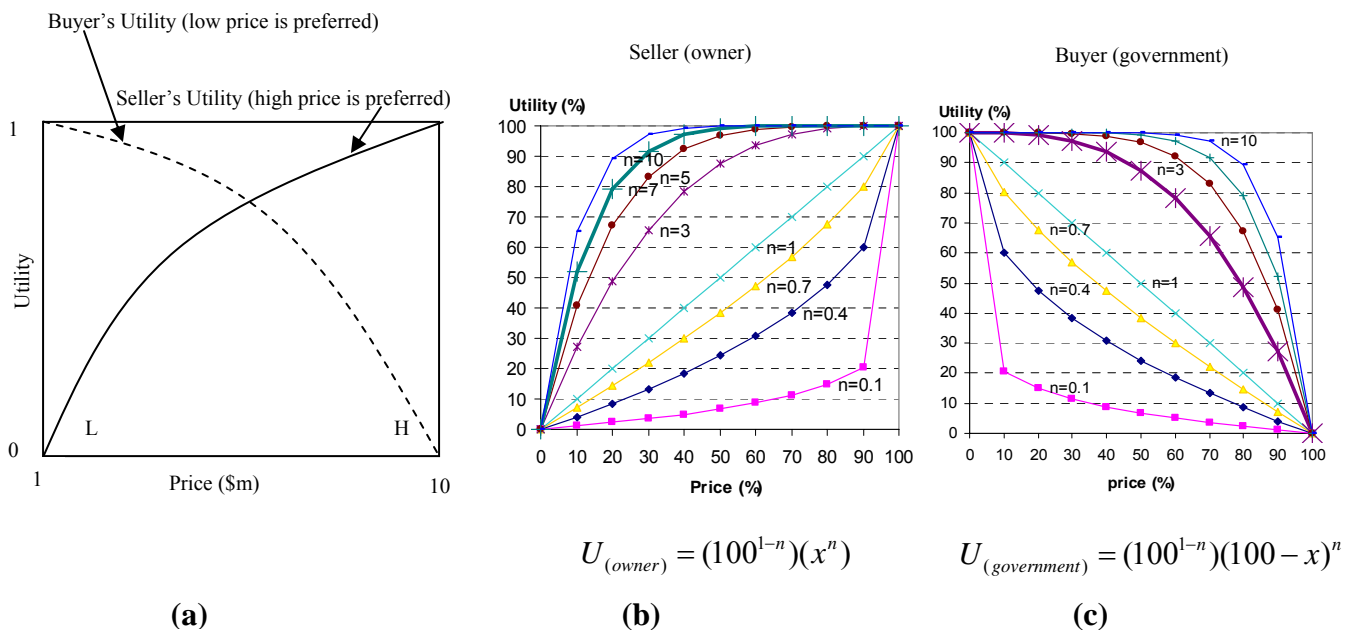 Buyer’s Utility (low price is preferred)
Seller’s Utility (high price is preferred)
1
Utility
0
L
H
1
Price ($m)
10
(a)
Seller (owner)
Utility (%)
100
90
80
70
60
50
40
30
20
10
0
n=10
n=5
n=7
n=3
n=1
n=0.7
n=0.4
n=0.1
0 10 20 30 40 50 60 70 80 90 100
Price (%)
U(owner) = (100^{1−n})(x^n)
(b)
Buyer (government)
Utility (%)
100
90
80
70
60
50
40
30
20
10
0
n=10
n=3
n=0.7
n=1
n=0.4
n=0.1
0 10 20 30 40 50 60 70 80 90 100
price (%)
U(government) = (100^{1−n})(100 − x)^n
(c)